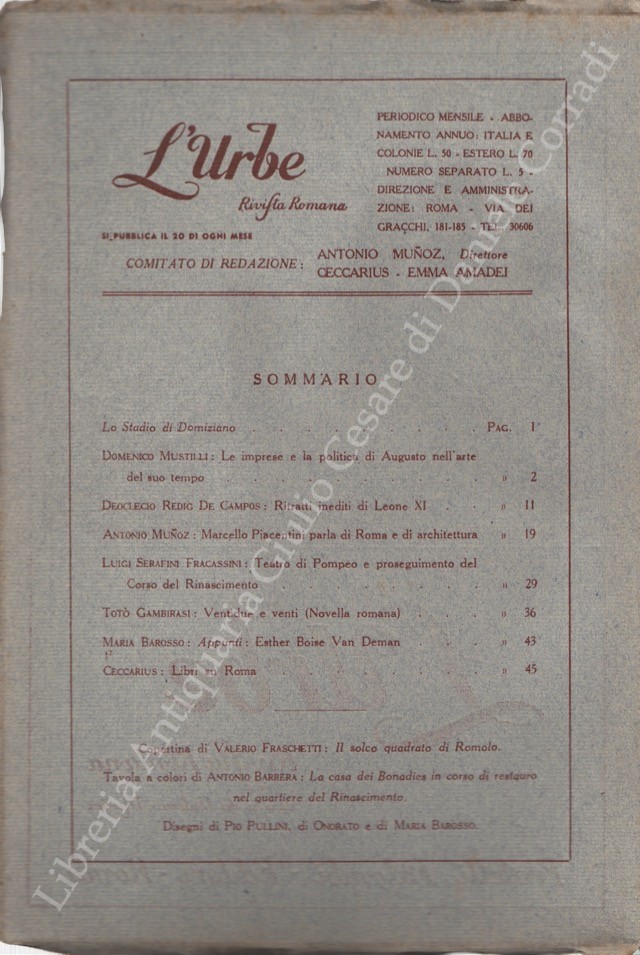 L'Urbe
Rivista Romana
SI PUBBLICA IL 20 DI OGNI MESE
PERIODICO MENSILE - ABBO-
NAMENTO ANNUO: ITALIA E
COLONIE L. 50 - ESTERO L. 70
NUMERO SEPARATO L. 5 -
DIREZIONE E AMMINISTRA-
ZIONE: ROMA - VIA DEI
GRACCHI, 181-185 - TEL. 30606
COMITATO DI REDAZIONE: ANTONIO MUÑOZ, Direttore
CECCARIUS - EMMA AMADEI
SOMMARIO
Lo Stadio di Domiziano . . . . . . . . . . PAG. 1
DOMENICO MUSTILLI: Le imprese e la politica di Augusto nell'arte
del suo tempo . . . . . . . . . . . » 2
DEOCLECIO REDIG DE CAMPOS: Ritratti inediti di Leone XI . . » 11
ANTONIO MUÑOZ: Marcello Piacentini parla di Roma e di architettura » 19
LUIGI SERAFINI FRACASSINI: Teatro di Pompeo e proseguimento del
Corso del Rinascimento . . . . . . . . » 29
TOTÒ GAMBIRASI: Ventidue e venti (Novella romana) . . . » 36
MARIA BAROSSO: Appunti: Esther Boise Van Deman . . . » 43
CECCARIUS: Libri su Roma . . . . . . . . » 45
Copertina di VALERIO FRASCHETTI: Il solco quadrato di Romolo.
Tavola a colori di ANTONIO BARRERA: La casa dei Bonadies in corso di restauro
nel quartiere del Rinascimento.
Disegni di PIO PULLINI, di ONORATO e di MARIA BAROSSO.
Libreria Antiquaria Giulio Cesare di Daniele Corradi